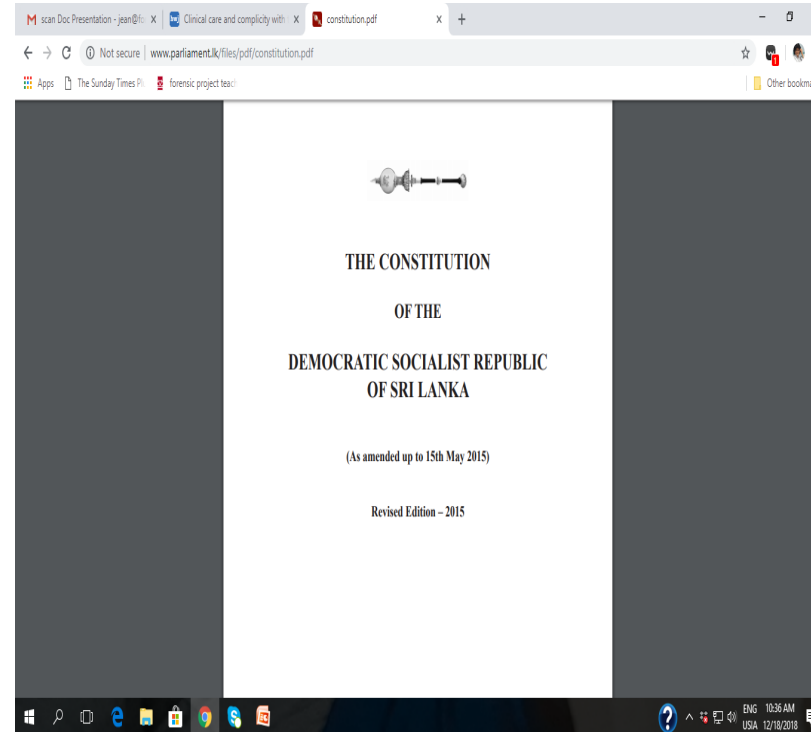 scan Doc Presentation - jean@fo
Clinical care and complicity with
constitution.pdf
Not secure | www.parliament.lk/files/pdf/constitution.pdf
1
Apps
The Sunday Times
forensic project teach
Other bookma
THE CONSTITUTION
OF THE
DEMOCRATIC SOCIALIST REPUBLIC
OF SRI LANKA
(As amended up to 15th May 2015)
Revised Edition – 2015
ENG 10:36 AM
USIA 12/18/2018